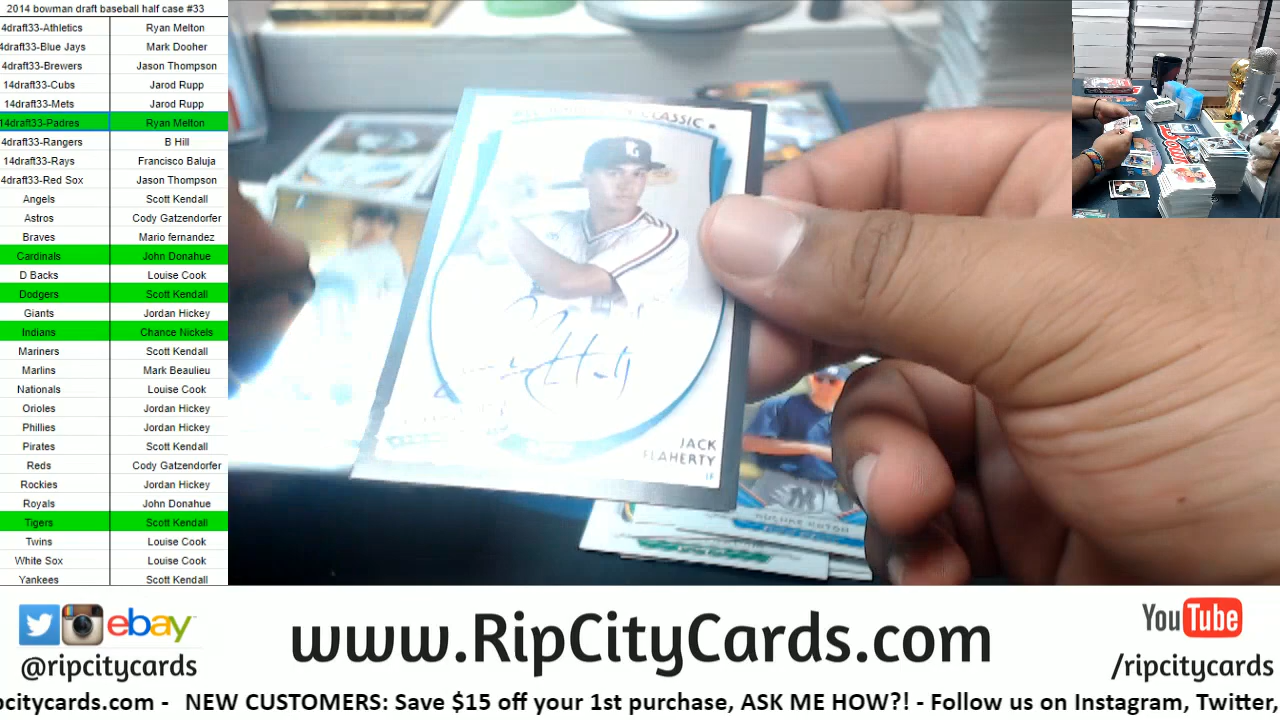 2014 bowman draft baseball half case #33
4draft33-Athletics Ryan Melton
4draft33-Blue Jays Mark Dooher
4draft33-Brewers Jason Thompson
14draft33-Cubs Jarod Rupp
14draft33-Mets Jarod Rupp
14draft33-Padres Ryan Melton
4draft33-Rangers B Hill
14draft33-Rays Francisco Baluja
4draft33-Red Sox Jason Thompson
Angels Scott Kendall
Astros Cody Gatzendorfer
Braves Mario fernandez
Cardinals John Donahue
D Backs Louise Cook
Dodgers Scott Kendall
Giants Jordan Hickey
Indians Chance Nickels
Mariners Scott Kendall
Marlins Mark Beaulieu
Nationals Louise Cook
Orioles Jordan Hickey
Phillies Jordan Hickey
Pirates Scott Kendall
Reds Cody Gatzendorfer
Rockies Jordan Hickey
Royals John Donahue
Tigers Scott Kendall
Twins Louise Cook
White Sox Louise Cook
Yankees Scott Kendall
CLASSIC
PG
JACK
FLAHERTY
IF
ebay
@ripcitycards
www.RipCityCards.com
YouTube
/ripcitycards
pcitycards.com - NEW CUSTOMERS: Save $15 off your 1st purchase, ASK ME HOW?! - Follow us on Instagram, Twitter,